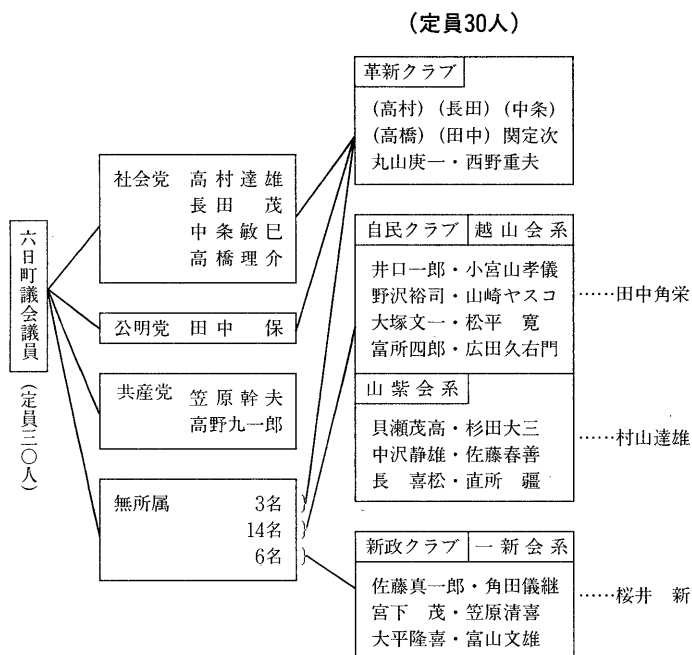 (定員30人)
六日町議会議員
(定員三〇人)
社会党 高村達雄
長田 茂
中条敏巳
高橋理介
公明党 田中 保
共産党 笠原幹夫
高野九一郎
無所属 3名
14名
6名
革新クラブ
(高村)(長田)(中条)
(高橋)(田中)関定次
丸山庚一・西野重夫
自民クラブ 越山会系
井口一郎・小宮山孝儀
野沢裕司・山崎ヤスコ
大塚文一・松平 寛
富所四郎・広田久右門
……田中角栄
山紫会系
貝瀬茂高・杉田大三
中沢静雄・佐藤春善
長 喜松・直所 疆
……村山達雄
新政クラブ 一新会系
佐藤真一郎・角田儀継
宮下 茂・笠原清喜
大平隆喜・富山文雄
……桜井 新